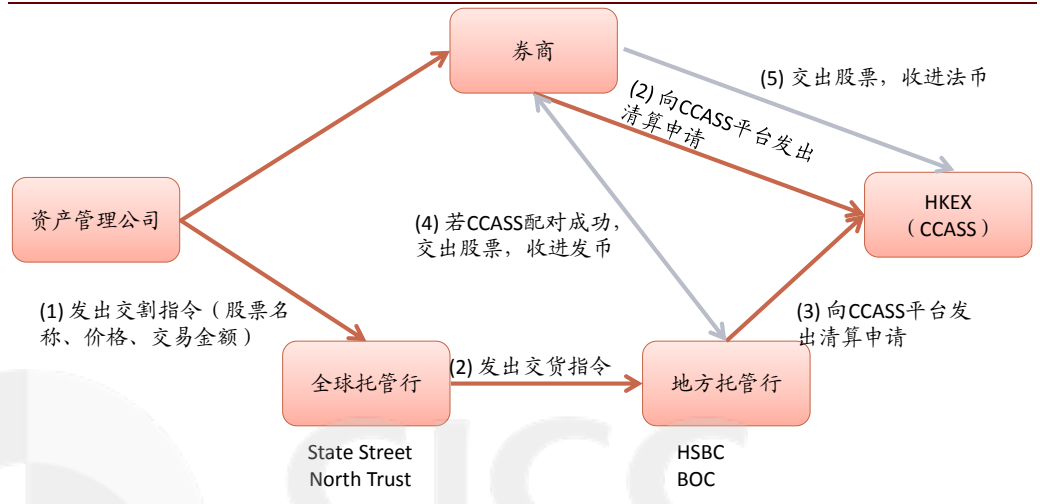 券商
(5) 交出股票，收进法币
(2) 向CCASS平台发出
清算申请
资产管理公司
HKEX
（CCASS）
(4) 若CCASS配对成功，
交出股票，收进发币
(1) 发出交割指令（股票名
称、价格、交易金额）
(3) 向CCASS平台发
出清算申请
全球托管行
(2) 发出交货指令
地方托管行
State Street
North Trust
HSBC
BOC
CICC